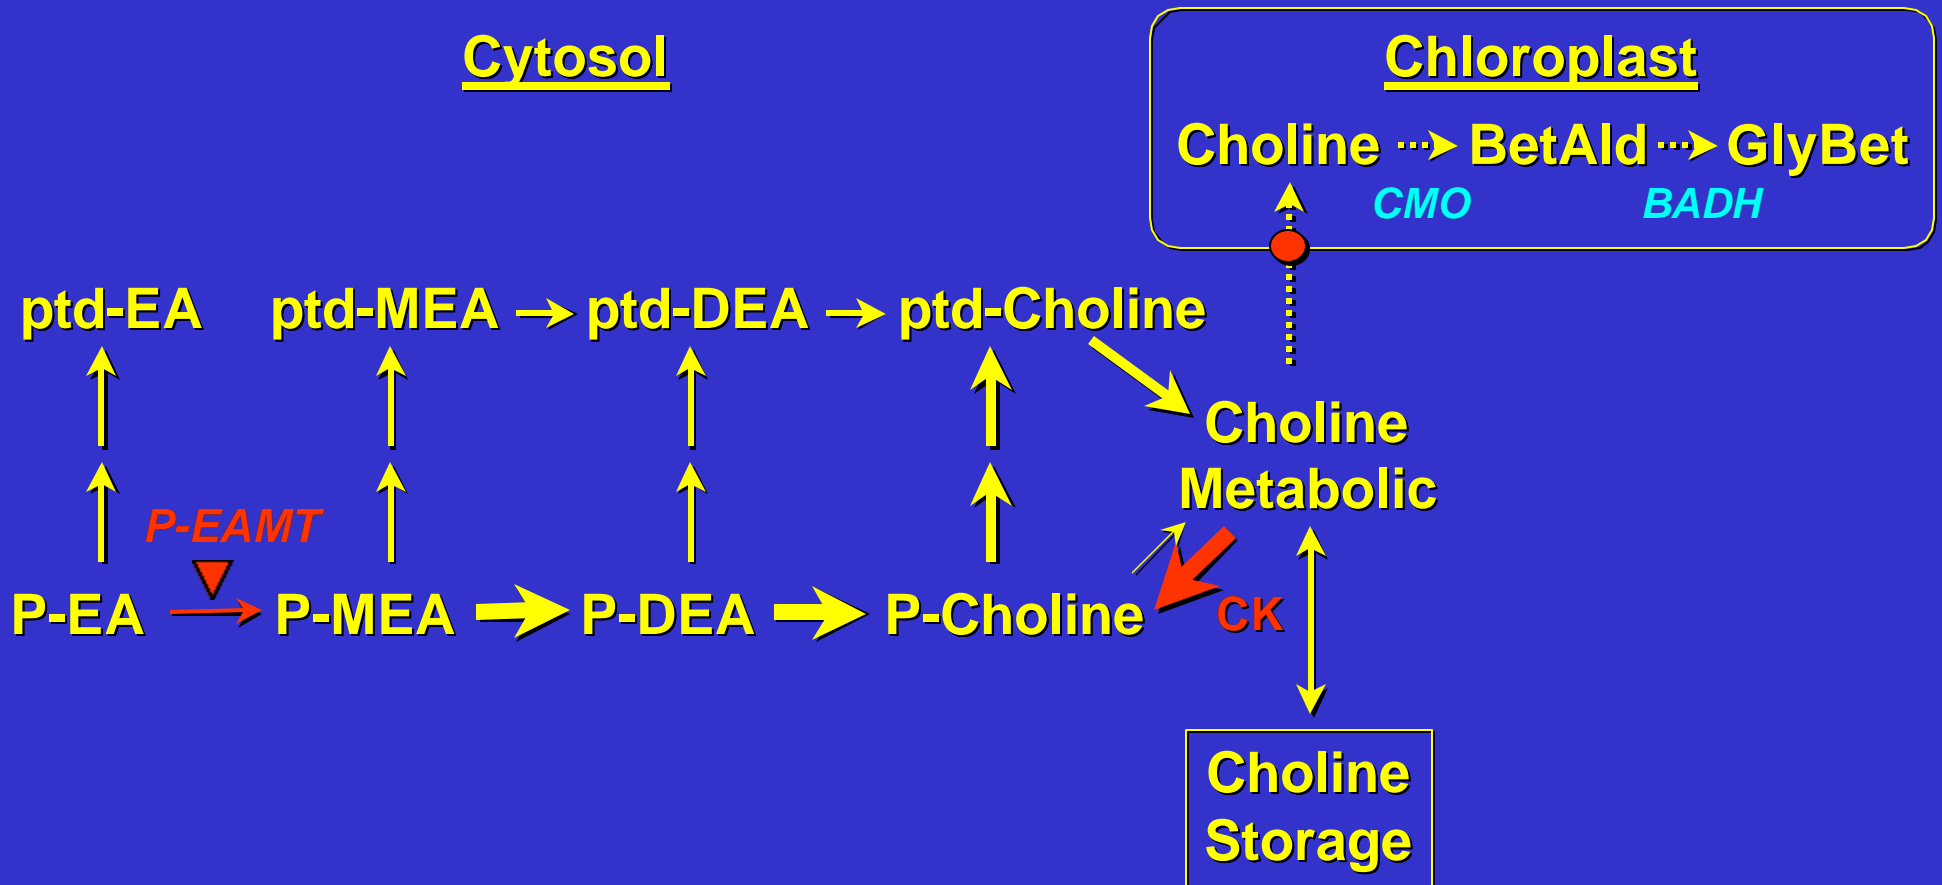 Cytosol
Chloroplast
Choline BetAld GlyBet
CMO BADH
ptd-EA ptd-MEA ptd-DEA ptd-Choline
Choline
Metabolic
P-EAMT
P-EA P-MEA P-DEA P-Choline CK
Choline
Storage